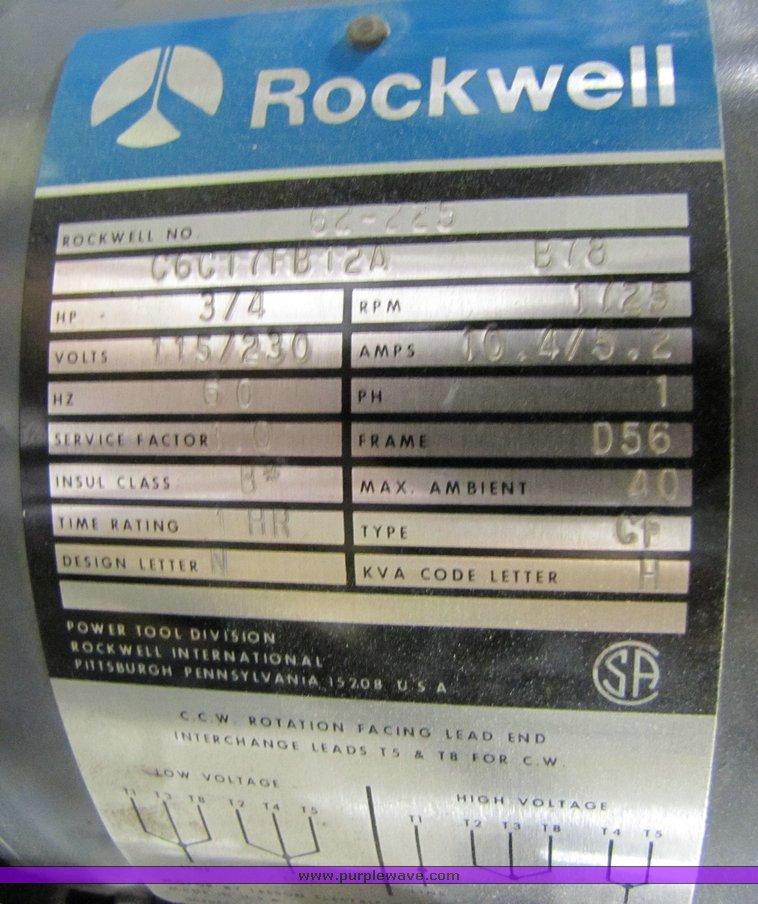 Rockwell
ROCKWELL NO. 62-225
C6C17FB12A B78
HP 3/4 RPM 1725
VOLTS 115/230 AMPS 10.4/5.2
HZ 60 PH 1
SERVICE FACTOR 1.0 FRAME D56
INSUL CLASS B* MAX. AMBIENT 40
TIME RATING 1 HR TYPE CF
DESIGN LETTER N KVA CODE LETTER H
POWER TOOL DIVISION
ROCKWELL INTERNATIONAL
PITTSBURGH PENNSYLVANIA 15208 U S A
SA
C.C.W. ROTATION FACING LEAD END
INTERCHANGE LEADS T5 & T8 FOR C.W.
LOW VOLTAGE HIGH VOLTAGE
T1 T3 T8 T2 T4 T5 T1 T2 T3 T8 T4 T5
www.purplewave.com